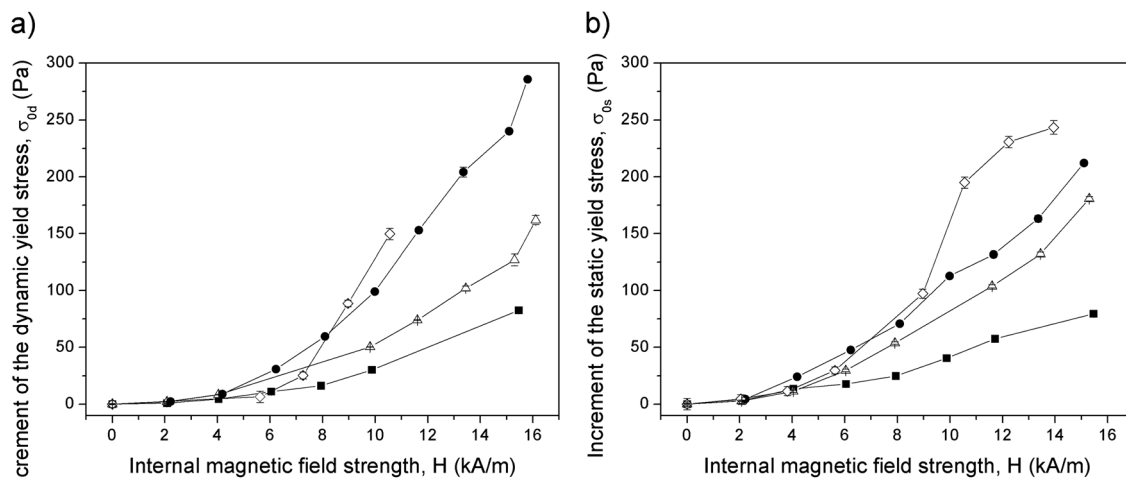 a)
crement of the dynamic yield stress, σ0d (Pa)
300
250
200
150
100
50
0
0 2 4 6 8 10 12 14 16
Internal magnetic field strength, H (kA/m)
b)
Increment of the static yield stress, σ0s (Pa)
300
250
200
150
100
50
0
0 2 4 6 8 10 12 14 16
Internal magnetic field strength, H (kA/m)